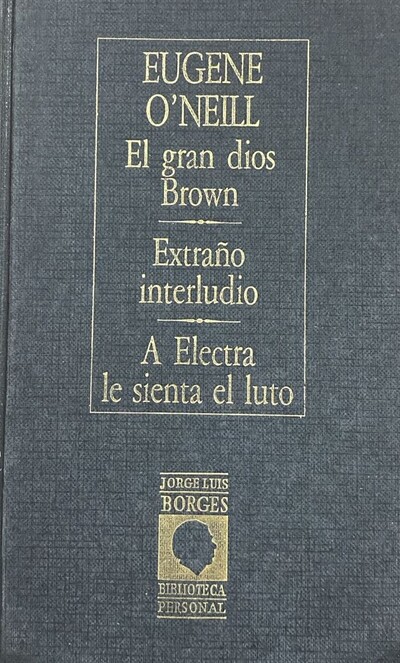 EUGENE
O'NEILL
El gran dios
Brown
Extraño
interludio
A Electra
le sienta el luto
JORGE LUIS
BORGES
BIBLIOTECA
PERSONAL